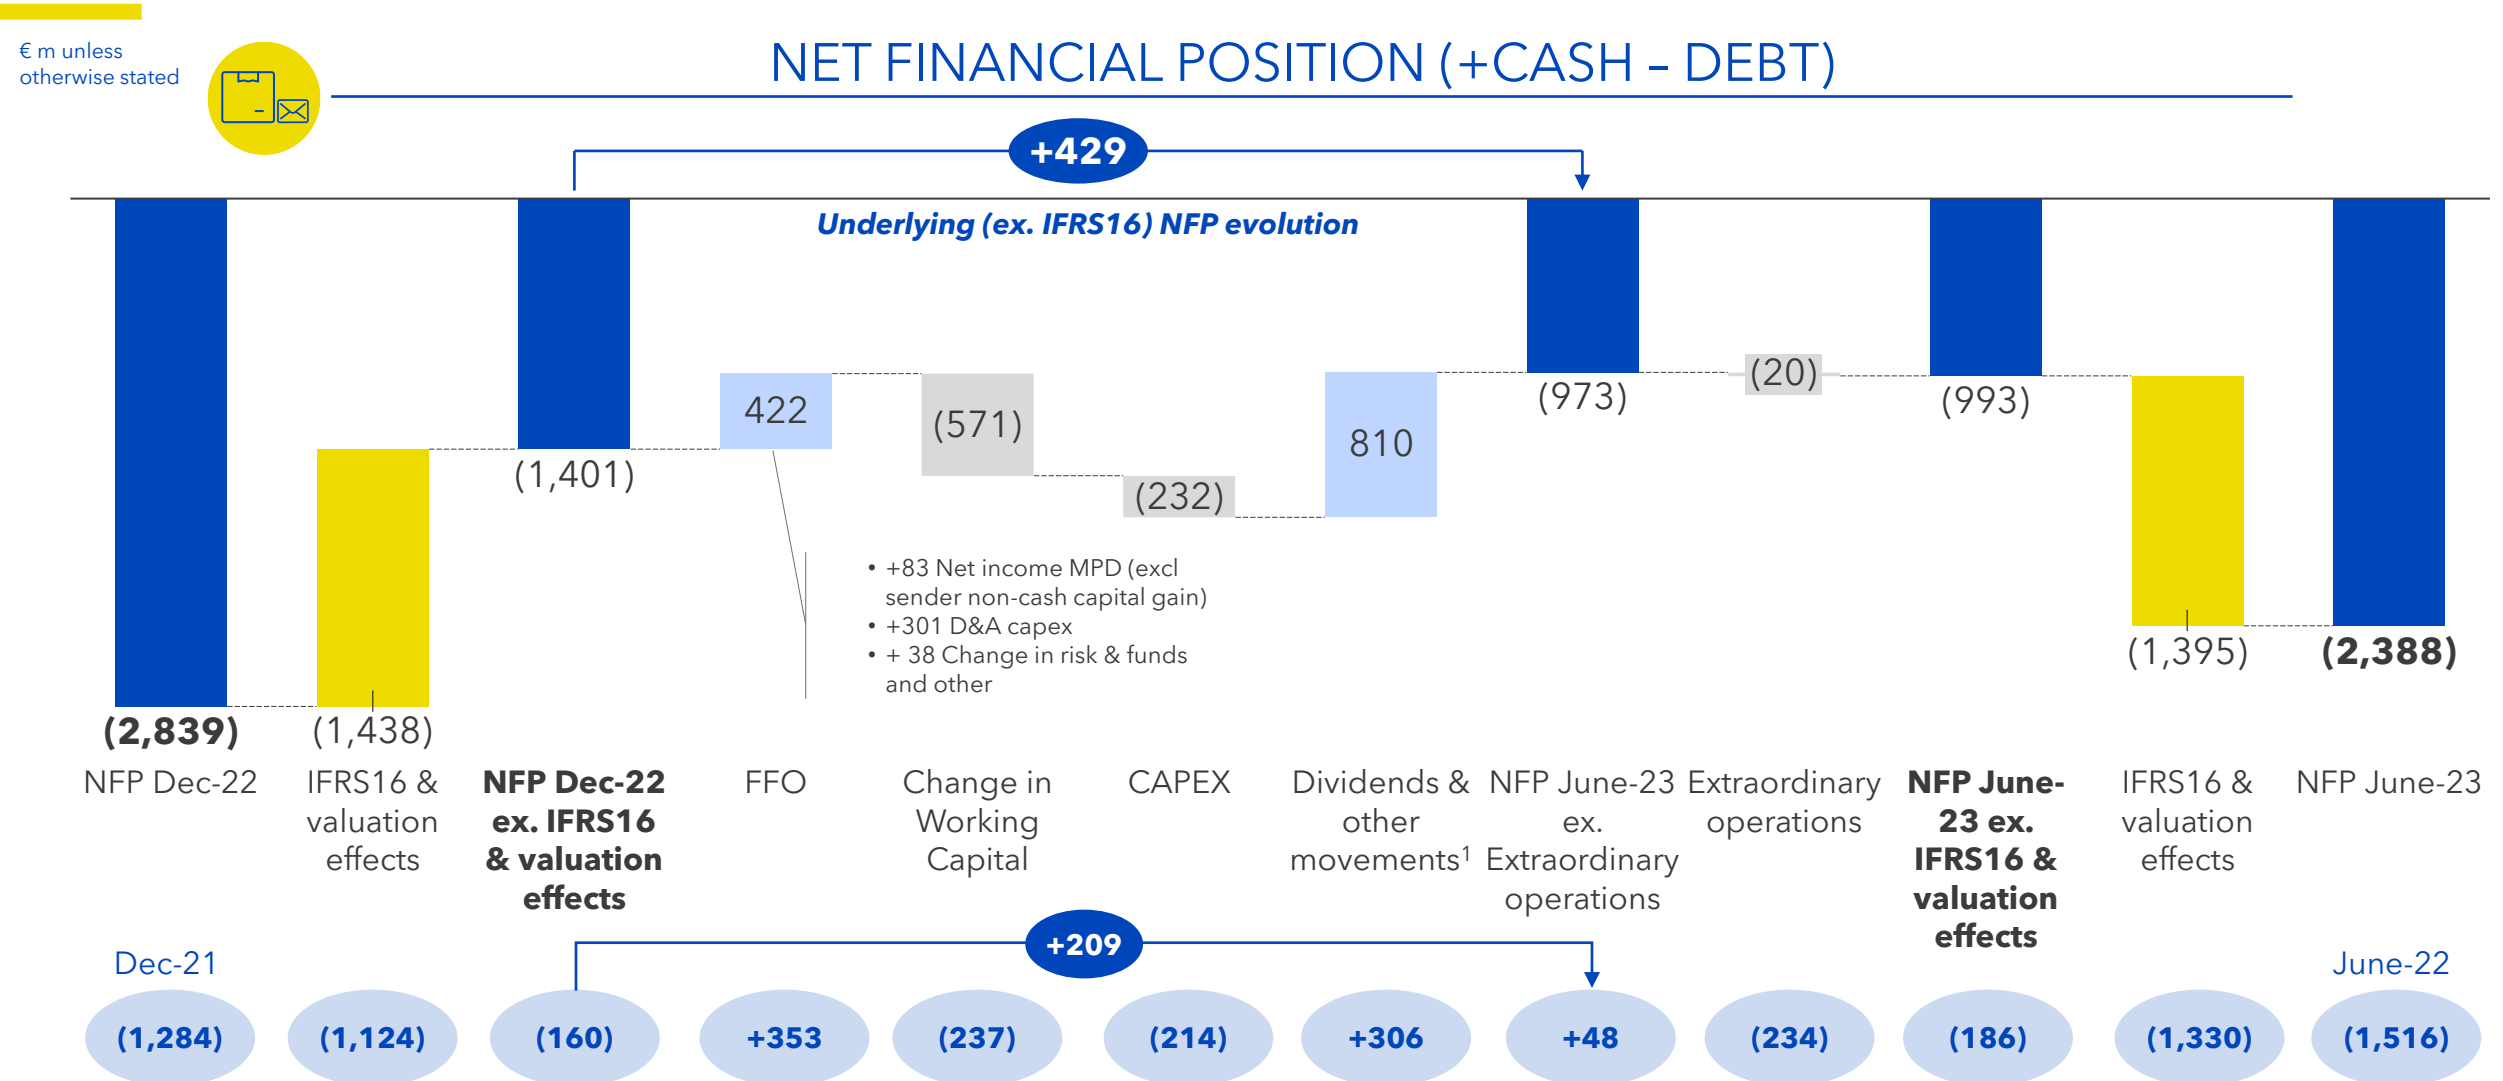 € m unless
otherwise stated
NET FINANCIAL POSITION (+CASH – DEBT)
+429
Underlying (ex. IFRS16) NFP evolution
(2,839)
(1,438)
(1,401)
422
(571)
(232)
810
(973)
(20)
(993)
(1,395)
(2,388)
• +83 Net income MPD (excl
sender non-cash capital gain)
• +301 D&A capex
• + 38 Change in risk & funds
and other
NFP Dec-22
IFRS16 &
valuation
effects
NFP Dec-22
ex. IFRS16
& valuation
effects
FFO
Change in
Working
Capital
CAPEX
Dividends &
other
movements¹
NFP June-23
ex.
Extraordinary
operations
Extraordinary
operations
NFP June-
23 ex.
IFRS16 &
valuation
effects
IFRS16 &
valuation
effects
NFP June-23
+209
Dec-21
June-22
(1,284)
(1,124)
(160)
+353
(237)
(214)
+306
+48
(234)
(186)
(1,330)
(1,516)